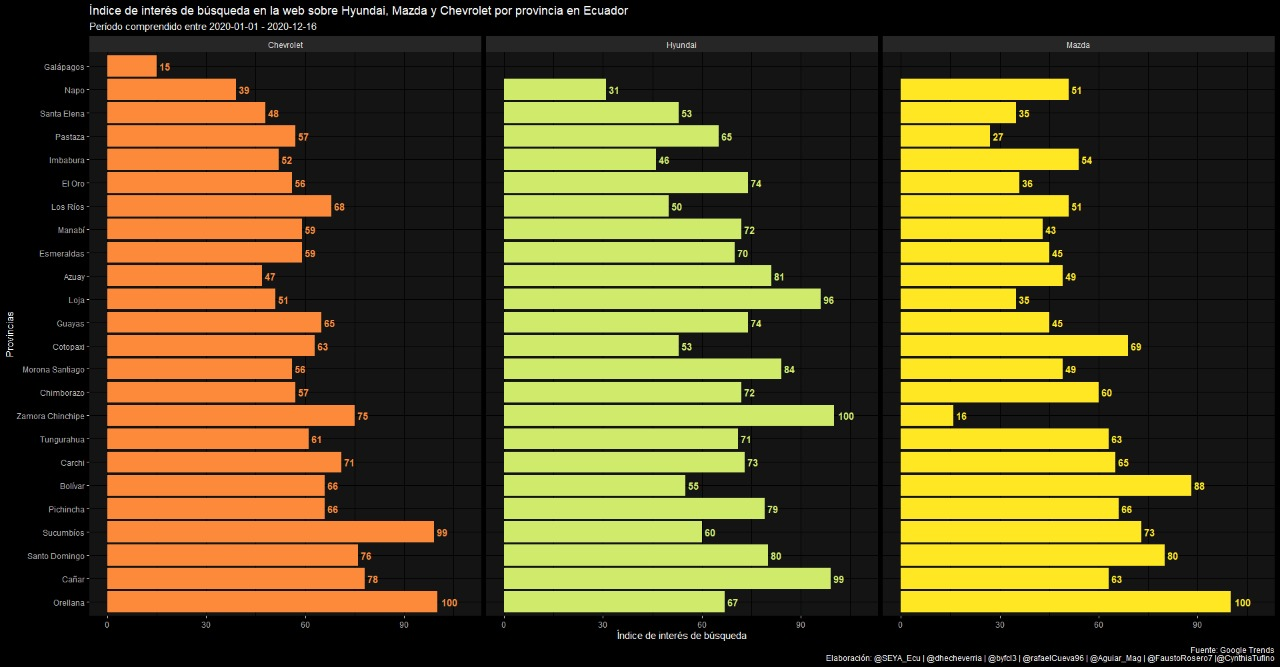 Índice de interés de búsqueda en la web sobre Hyundai, Mazda y Chevrolet por provincia en Ecuador
Período comprendido entre 2020-01-01 - 2020-12-16
Chevrolet Hyundai Mazda
Provincias
Galápagos 15
Napo 39 31 51
Santa Elena 48 53 35
Pastaza 57 65 27
Imbabura 52 46 54
El Oro 56 74 36
Los Ríos 68 50 51
Manabí 59 72 43
Esmeraldas 59 70 45
Azuay 47 81 49
Loja 51 96 35
Guayas 65 74 45
Cotopaxi 63 53 69
Morona Santiago 56 84 49
Chimborazo 57 72 60
Zamora Chinchipe 75 100 16
Tungurahua 61 71 63
Carchi 71 73 65
Bolívar 66 55 88
Pichincha 66 79 66
Sucumbíos 99 60 73
Santo Domingo 76 80 80
Cañar 78 99 63
Orellana 100 67 100
0 30 60 90 0 30 60 90 0 30 60 90
Índice de interés de búsqueda
Fuente: Google Trends
Elaboración: @SEYA_Ecu | @dhecheverria | @byfcl3 | @rafaelCueva96 | @Aguiar_Mag | @FaustoRosero7 |@CynthiaTufino